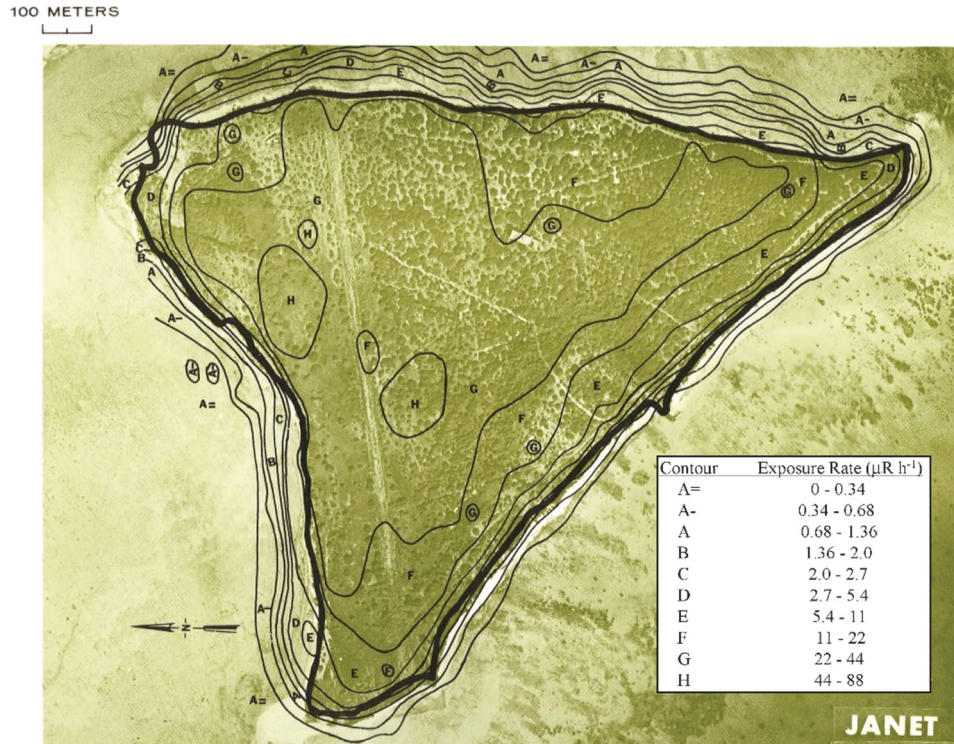 100 METERS
A=
A-
A
B
C
D
E
A=
A-
A
A
B
E
A=
A-
A
B
C
G
G
F
E
F
G
E
D
C
D
G
H
G
E
C
B
A
A-
H
F
A-
A-
A=
H
G
E
C
F
G
B
G
F
A-
N
D
E
E
F
A=
A
Contour Exposure Rate (µR h⁻¹)
A= 0 - 0.34
A- 0.34 - 0.68
A 0.68 - 1.36
B 1.36 - 2.0
C 2.0 - 2.7
D 2.7 - 5.4
E 5.4 - 11
F 11 - 22
G 22 - 44
H 44 - 88
JANET